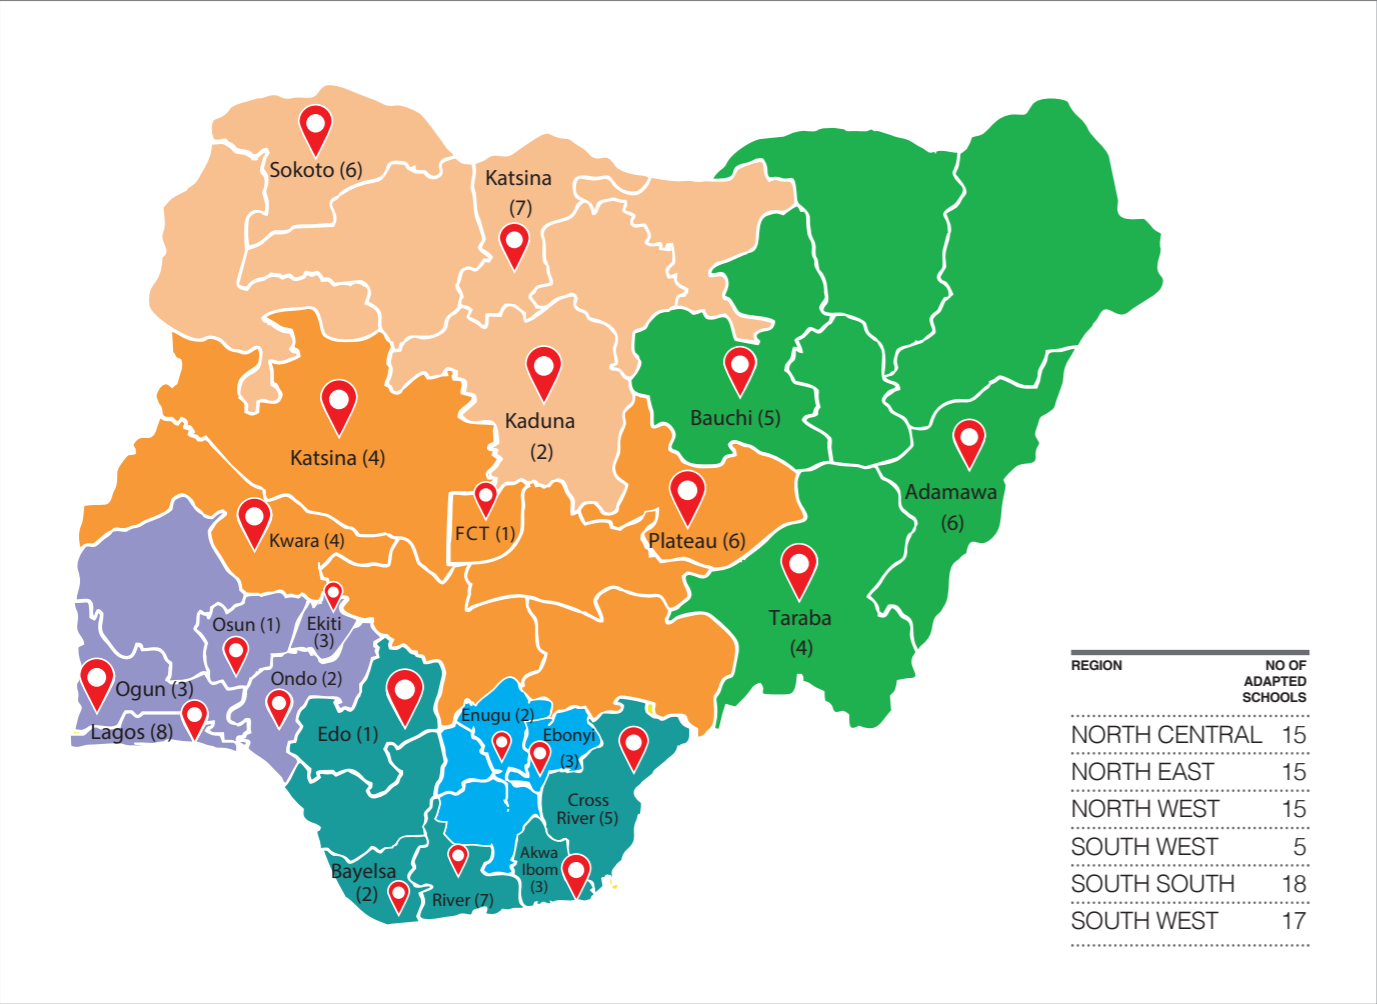 Sokoto (6)
Katsina
(7)
Kaduna
(2)
Bauchi (5)
Katsina (4)
Adamawa
(6)
FCT (1)
Kwara (4)
Plateau (6)
Taraba
(4)
Osun (1)
Ekiti
(3)
Ondo (2)
Ogun (3)
Lagos (8)
Edo (1)
Enugu (2)
Ebonyi
(3)
Cross
River (5)
Akwa
Ibom
(3)
Bayelsa
(2)
River (7)
REGION NO OF
ADAPTED
SCHOOLS
NORTH CENTRAL 15
NORTH EAST 15
NORTH WEST 15
SOUTH WEST 5
SOUTH SOUTH 18
SOUTH WEST 17